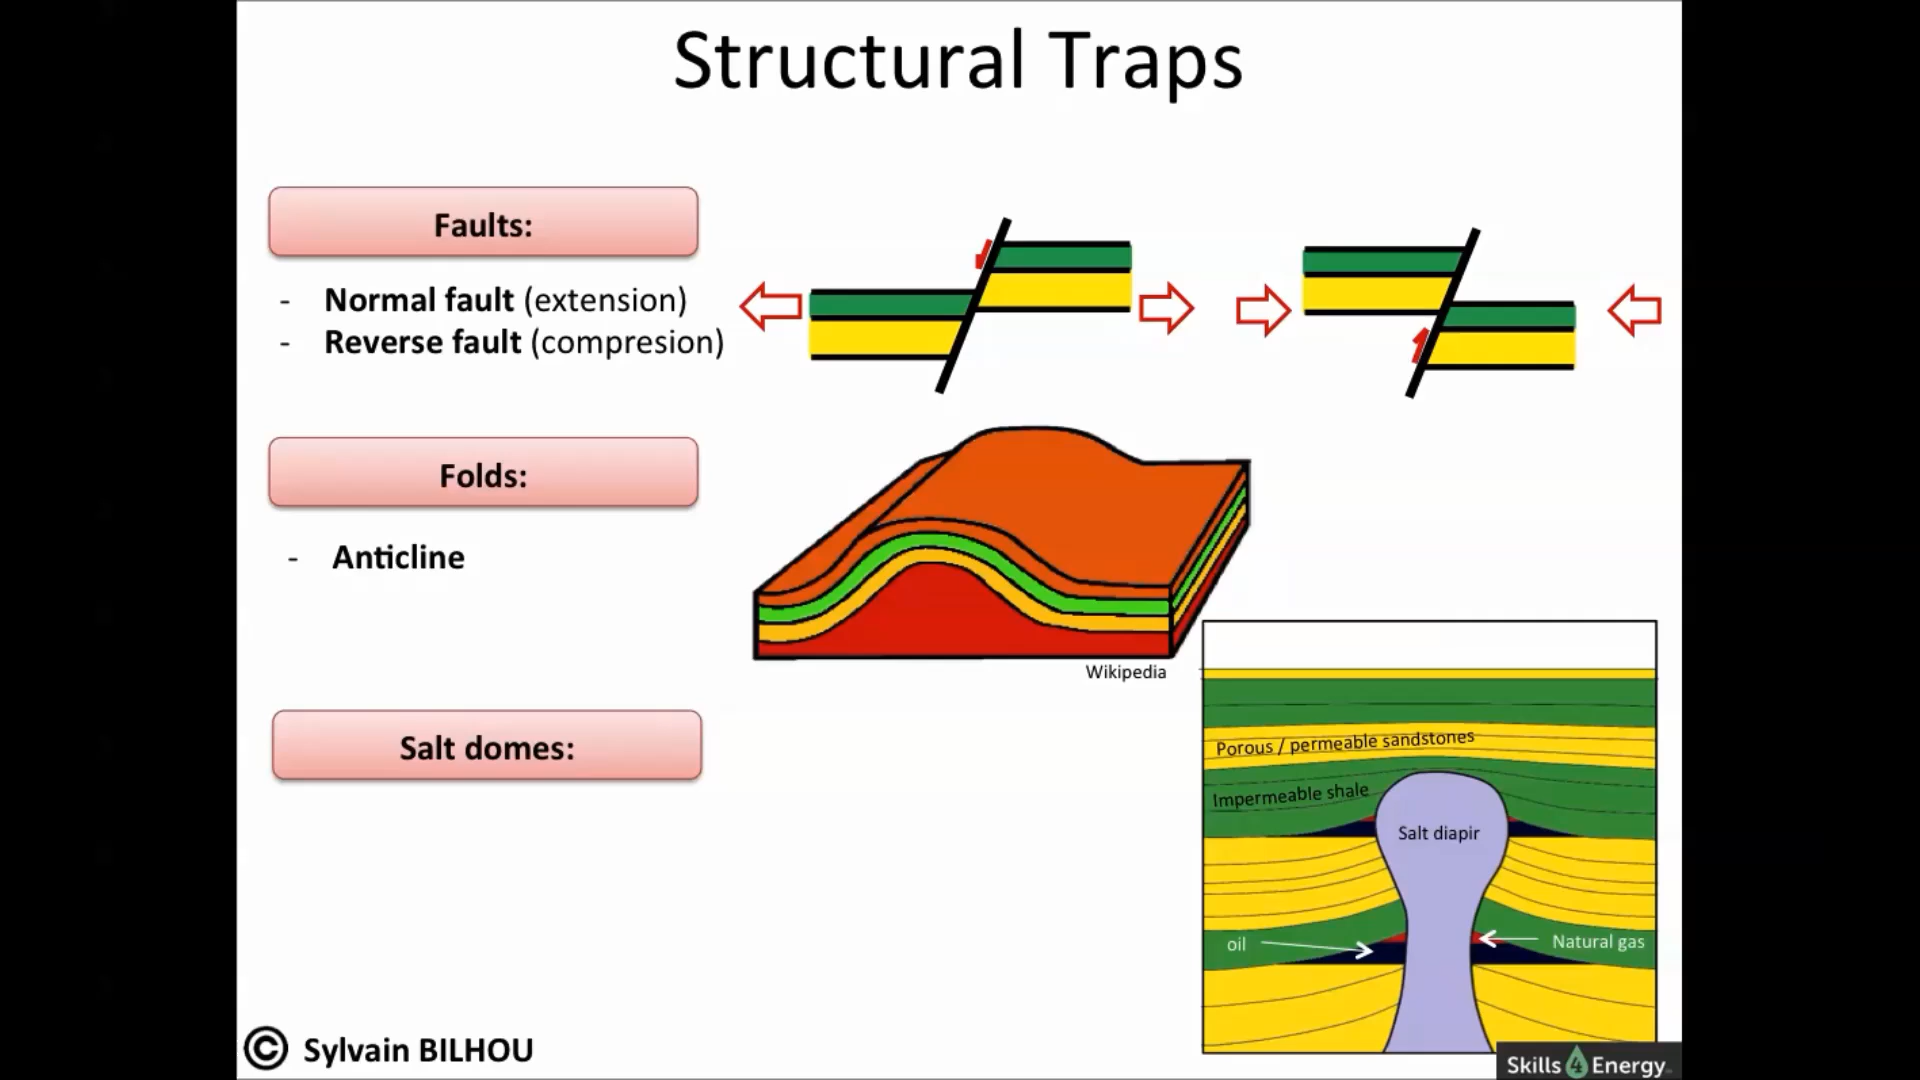 Structural Traps
Faults:
- Normal fault (extension)
- Reverse fault (compresion)
Folds:
- Anticline
Wikipedia
Salt domes:
Porous / permeable sandstones
Impermeable shale
Salt diapir
oil
Natural gas
© Sylvain BILHOU
Skills 4 Energy